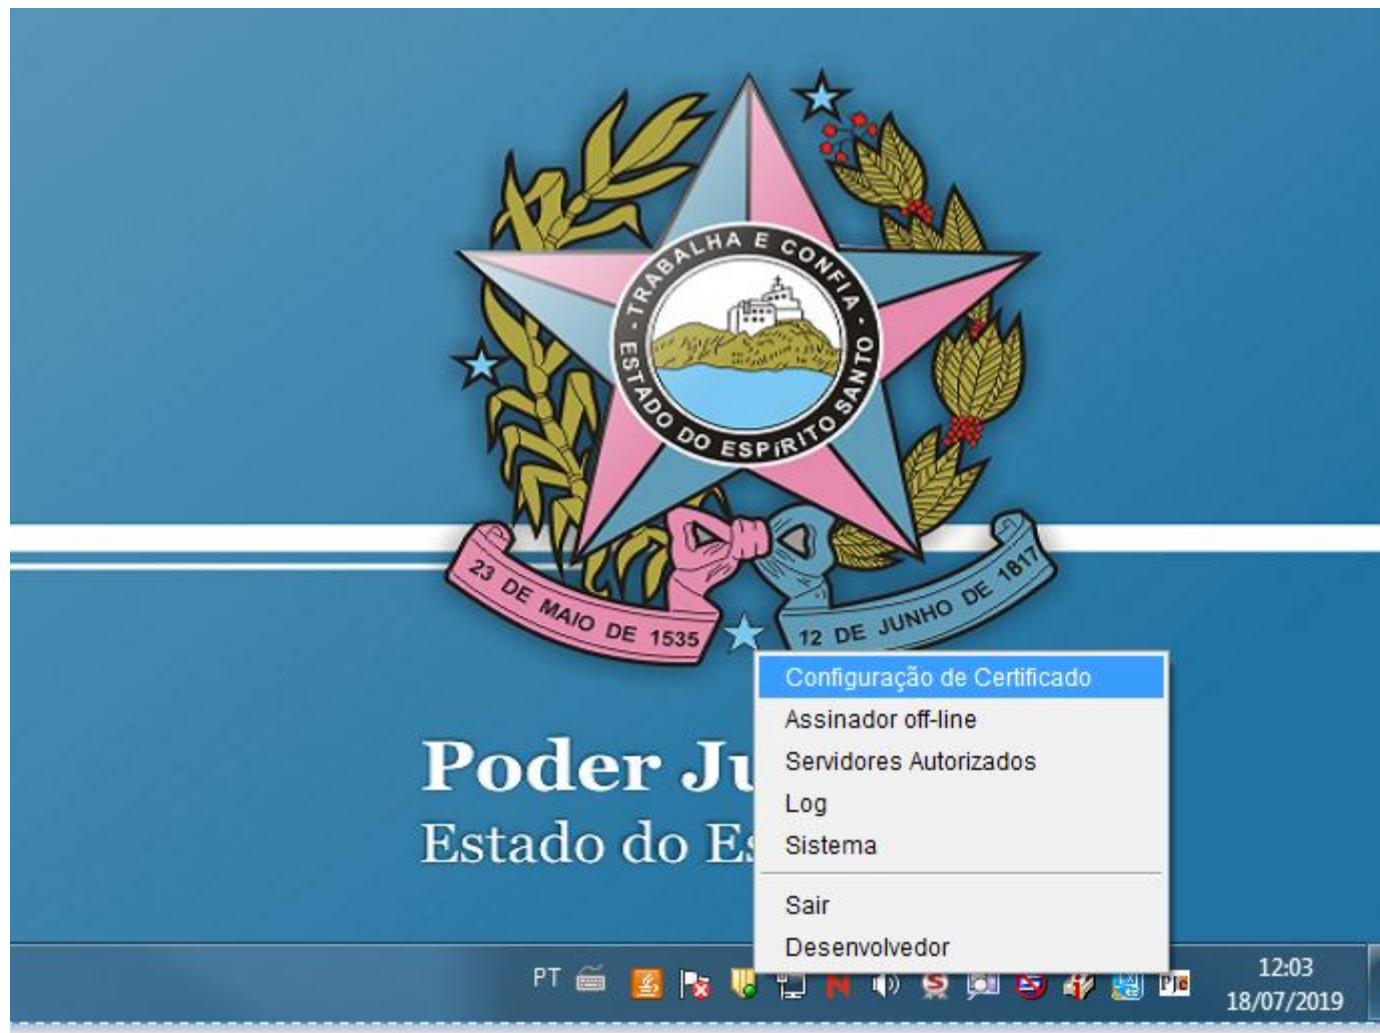 TRABALHA E CONFIA
ESTADO DO ESPÍRITO SANTO
23 DE MAIO DE 1535
12 DE JUNHO DE 1817
Configuração de Certificado
Assinador off-line
Servidores Autorizados
Log
Sistema
Sair
Desenvolvedor
Poder Ju
Estado do Es
PT
N
S
PJe
12:03
18/07/2019